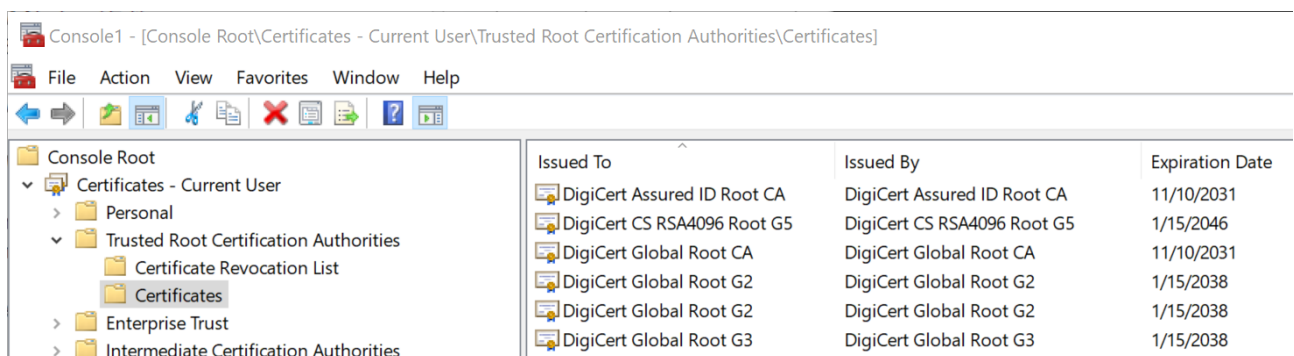 Console1 - [Console Root\Certificates - Current User\Trusted Root Certification Authorities\Certificates]
File Action View Favorites Window Help
Console Root
Certificates - Current User
Personal
Trusted Root Certification Authorities
Certificate Revocation List
Certificates
Enterprise Trust
Intermediate Certification Authorities
Issued To Issued By Expiration Date
DigiCert Assured ID Root CA DigiCert Assured ID Root CA 11/10/2031
DigiCert CS RSA4096 Root G5 DigiCert CS RSA4096 Root G5 1/15/2046
DigiCert Global Root CA DigiCert Global Root CA 11/10/2031
DigiCert Global Root G2 DigiCert Global Root G2 1/15/2038
DigiCert Global Root G2 DigiCert Global Root G2 1/15/2038
DigiCert Global Root G3 DigiCert Global Root G3 1/15/2038